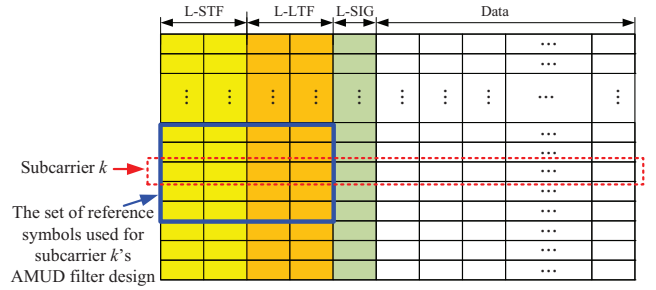 L-STF L-LTF L-SIG Data
...
...
⋮ ⋮ ⋮ ⋮ ⋮ ⋮ ⋮ ⋮ ... ⋮
...
...
Subcarrier k ...
...
The set of reference
symbols used for
subcarrier k's
AMUD filter design
...
...
...
...